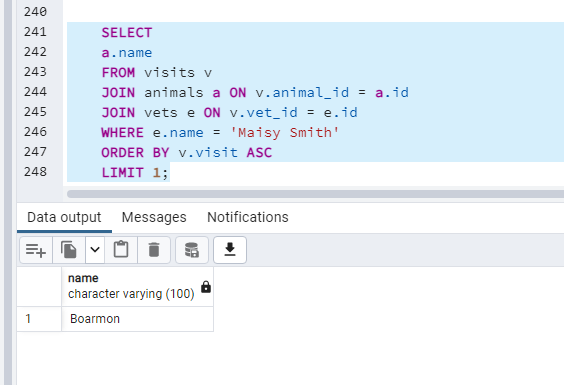 240
241 SELECT
242 a.name
243 FROM visits v
244 JOIN animals a ON v.animal_id = a.id
245 JOIN vets e ON v.vet_id = e.id
246 WHERE e.name = 'Maisy Smith'
247 ORDER BY v.visit ASC
248 LIMIT 1;
Data output Messages Notifications
name
character varying (100)
1 Boarmon